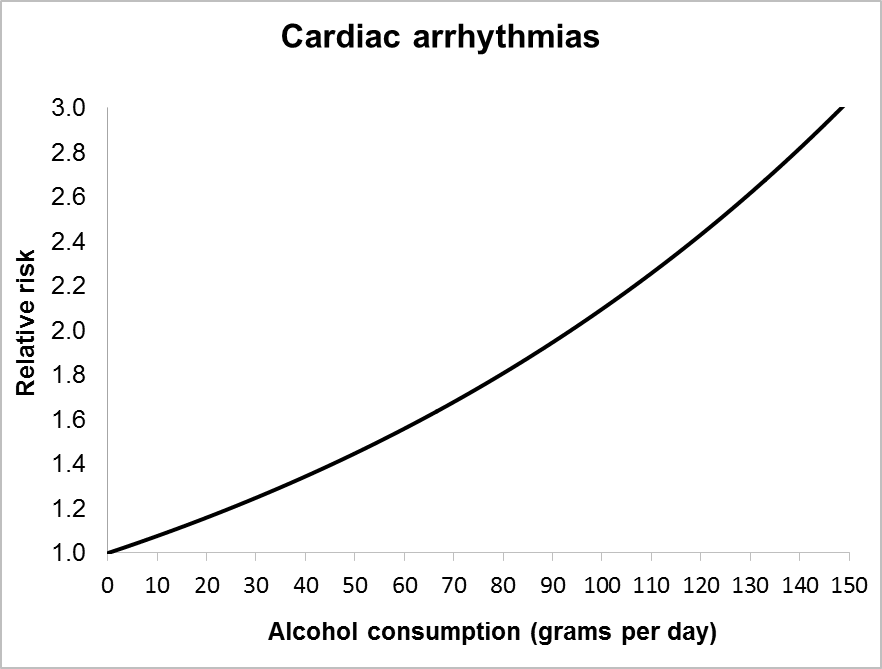 Cardiac arrhythmias
3.0
2.8
2.6
2.4
2.2
2.0
1.8
1.6
1.4
1.2
1.0
Relative risk
0 10 20 30 40 50 60 70 80 90 100 110 120 130 140 150
Alcohol consumption (grams per day)